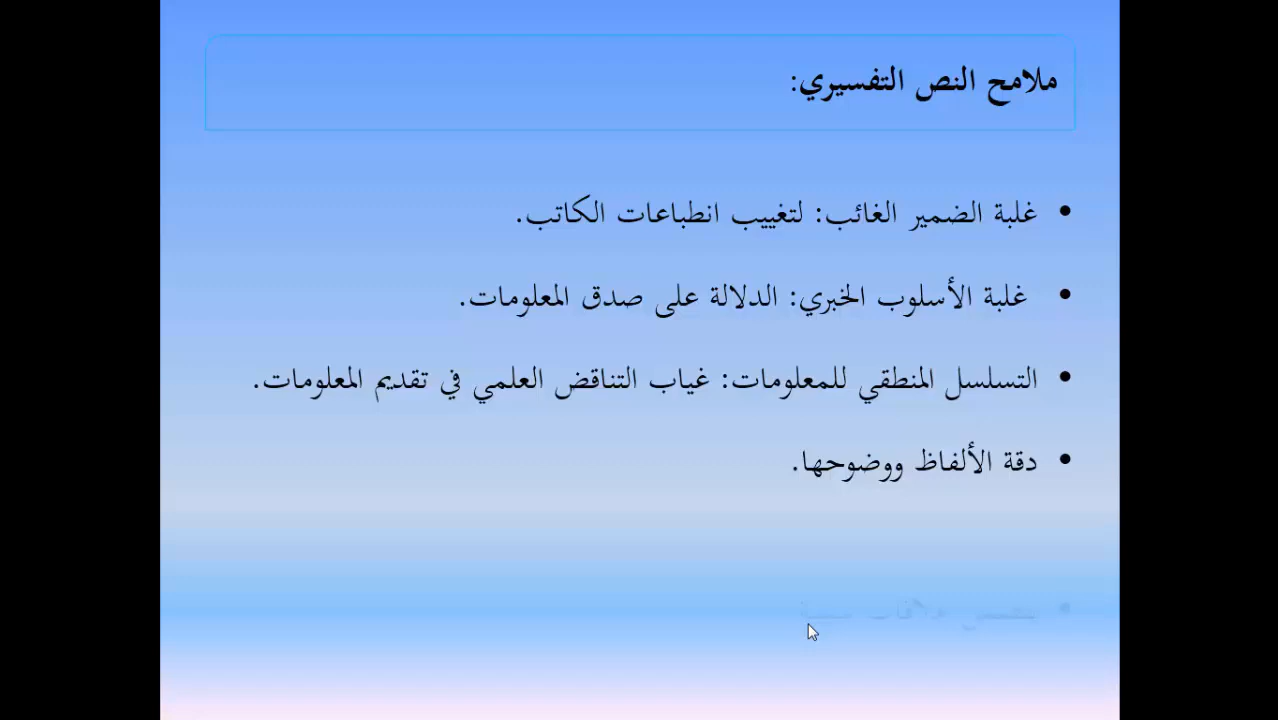 ملامح النص التفسيري:
• غلبة الضمير الغائب: لتغييب انطباعات الكاتب.
• غلبة الأسلوب الخبري: الدلالة على صدق المعلومات.
• التسلسل المنطقي للمعلومات: غياب التناقض العلمي في تقديم المعلومات.
• دقة الألفاظ ووضوحها.